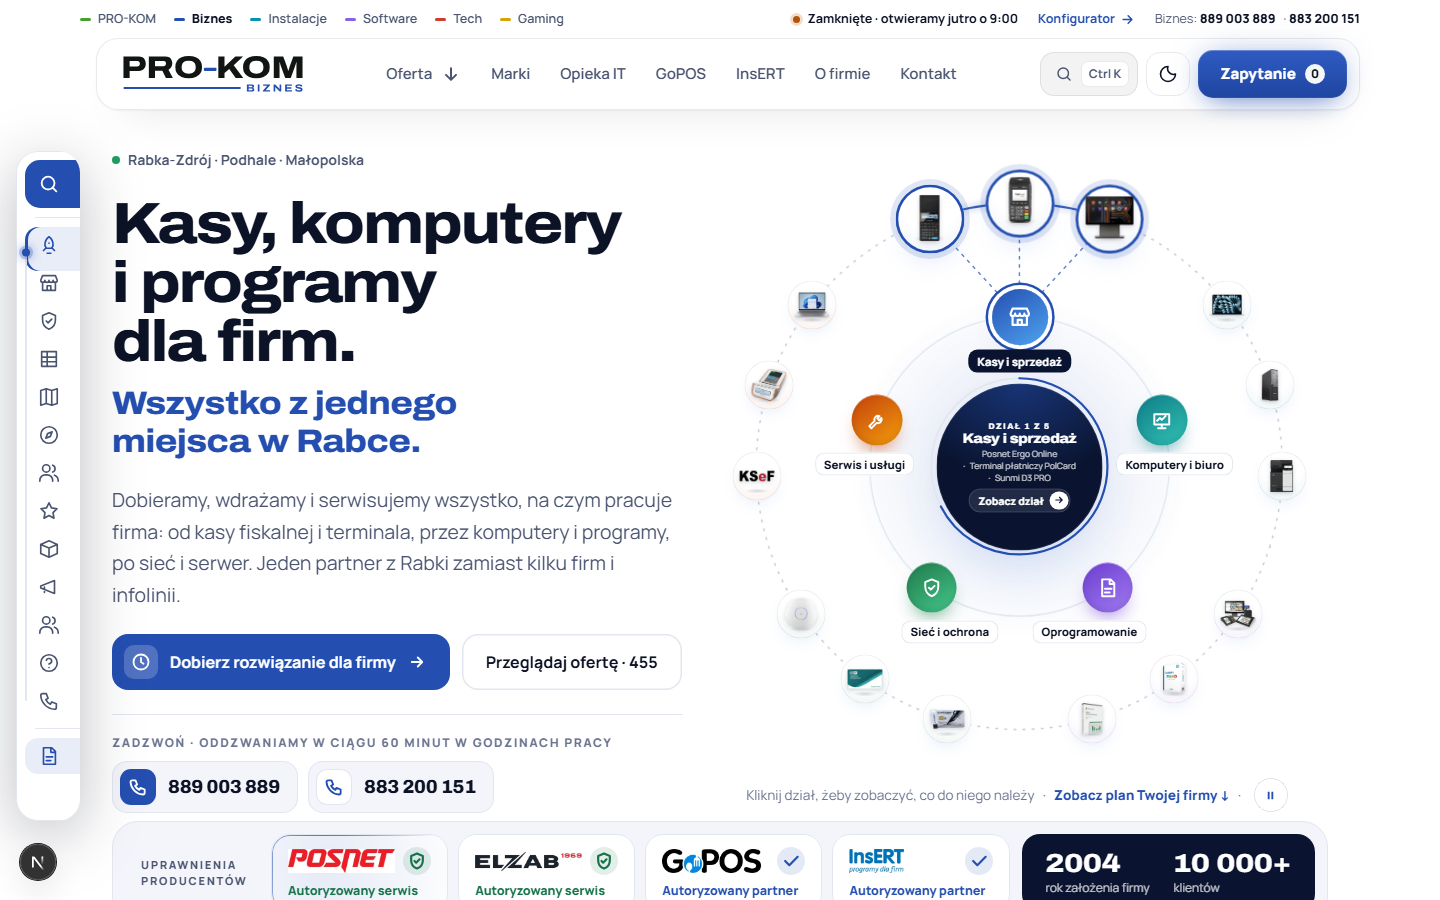 PRO-KOM
Biznes
Instalacje
Software
Tech
Gaming
Zamknięte · otwieramy jutro o 9:00
Konfigurator →
Biznes: 889 003 889 · 883 200 151
PRO-KOM
BIZNES
Oferta ↓
Marki
Opieka IT
GoPOS
InsERT
O firmie
Kontakt
Ctrl K
Zapytanie 0
Rabka-Zdrój · Podhale · Małopolska
Kasy, komputery
i programy
dla firm.
Wszystko z jednego
miejsca w Rabce.
Dobieramy, wdrażamy i serwisujemy wszystko, na czym pracuje
firma: od kasy fiskalnej i terminala, przez komputery i programy,
po sieć i serwer. Jeden partner z Rabki zamiast kilku firm i
infolinii.
Dobierz rozwiązanie dla firmy →
Przeglądaj ofertę · 455
ZADZWOŃ · ODDZWANIAMY W CIĄGU 60 MINUT W GODZINACH PRACY
889 003 889
883 200 151
Kasy i sprzedaż
DZIAŁ 1 Z 5
Kasy i sprzedaż
Posnet Ergo Online
· Terminal płatniczy PolCard
· Sunmi D3 PRO
Zobacz dział →
Serwis i usługi
Komputery i biuro
KSeF
Sieć i ochrona
Oprogramowanie
Kliknij dział, żeby zobaczyć, co do niego należy · Zobacz plan Twojej firmy ↓ ·
N
UPRAWNIENIA
PRODUCENTÓW
POSNET
Autoryzowany serwis
ELZAB 1969
Autoryzowany serwis
GoPOS
Autoryzowany partner
InsERT
programy dla firm
Autoryzowany partner
2004
rok założenia firmy
10 000+
klientów